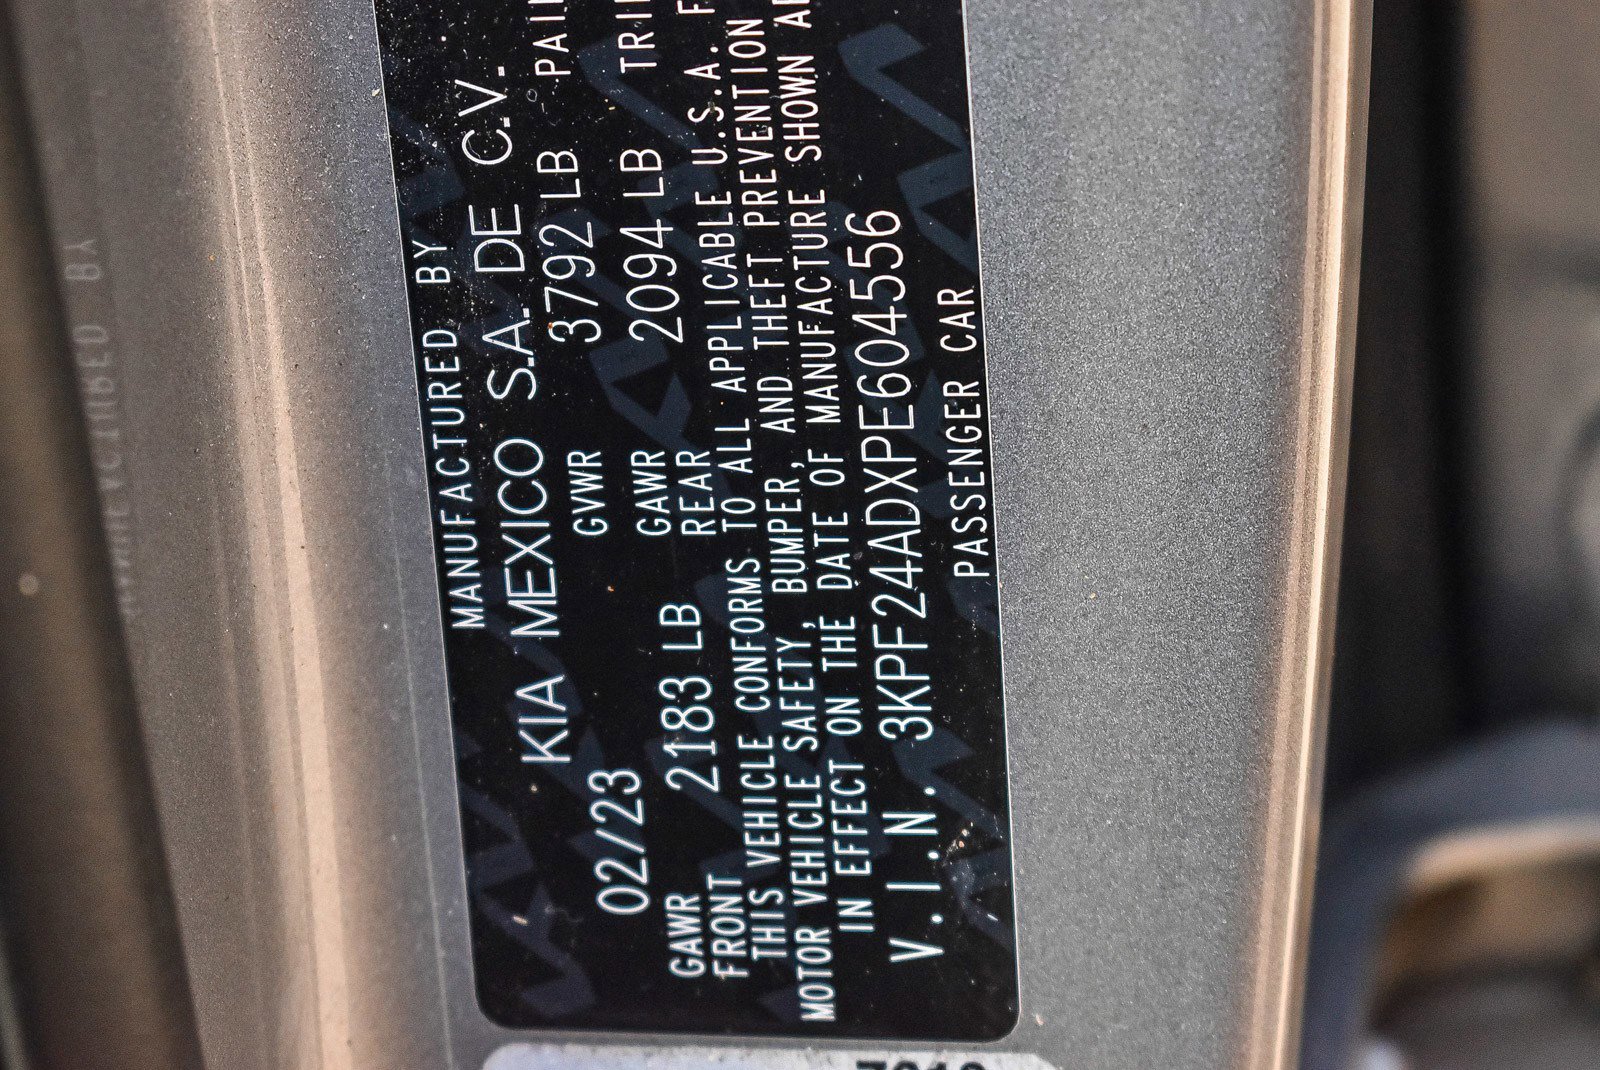 MANUFACTURED BY
KIA MEXICO S.A. DE C.V.
02/23 GVWR 3792 LB PAI
GAWR FRONT 2183 LB GAWR REAR 2094 LB TRI
THIS VEHICLE CONFORMS TO ALL APPLICABLE U.S.A. F
MOTOR VEHICLE SAFETY, BUMPER, AND THEFT PREVENTION
IN EFFECT ON THE DATE OF MANUFACTURE SHOWN A
V.I.N. 3KPF24ADXPE604556
PASSENGER CAR